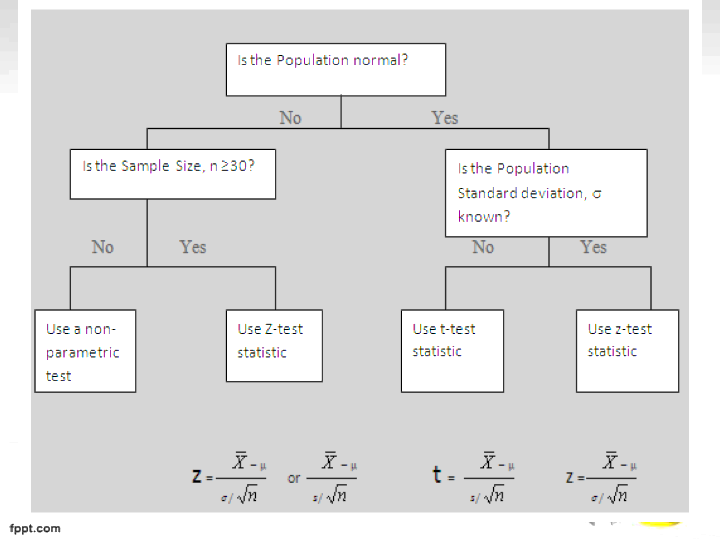 Is the Population normal?
No Yes
Is the Sample Size, n ≥30?
Is the Population
Standard deviation, σ
known?
No Yes
No Yes
Use a non-
parametric
test
Use Z-test
statistic
Use t-test
statistic
Use z-test
statistic
Z = X̅ – μ / σ/√n or X̅ – μ / s/√n
t = X̅ – μ / s/√n
Z = X̅ – μ / σ/√n
fppt.com